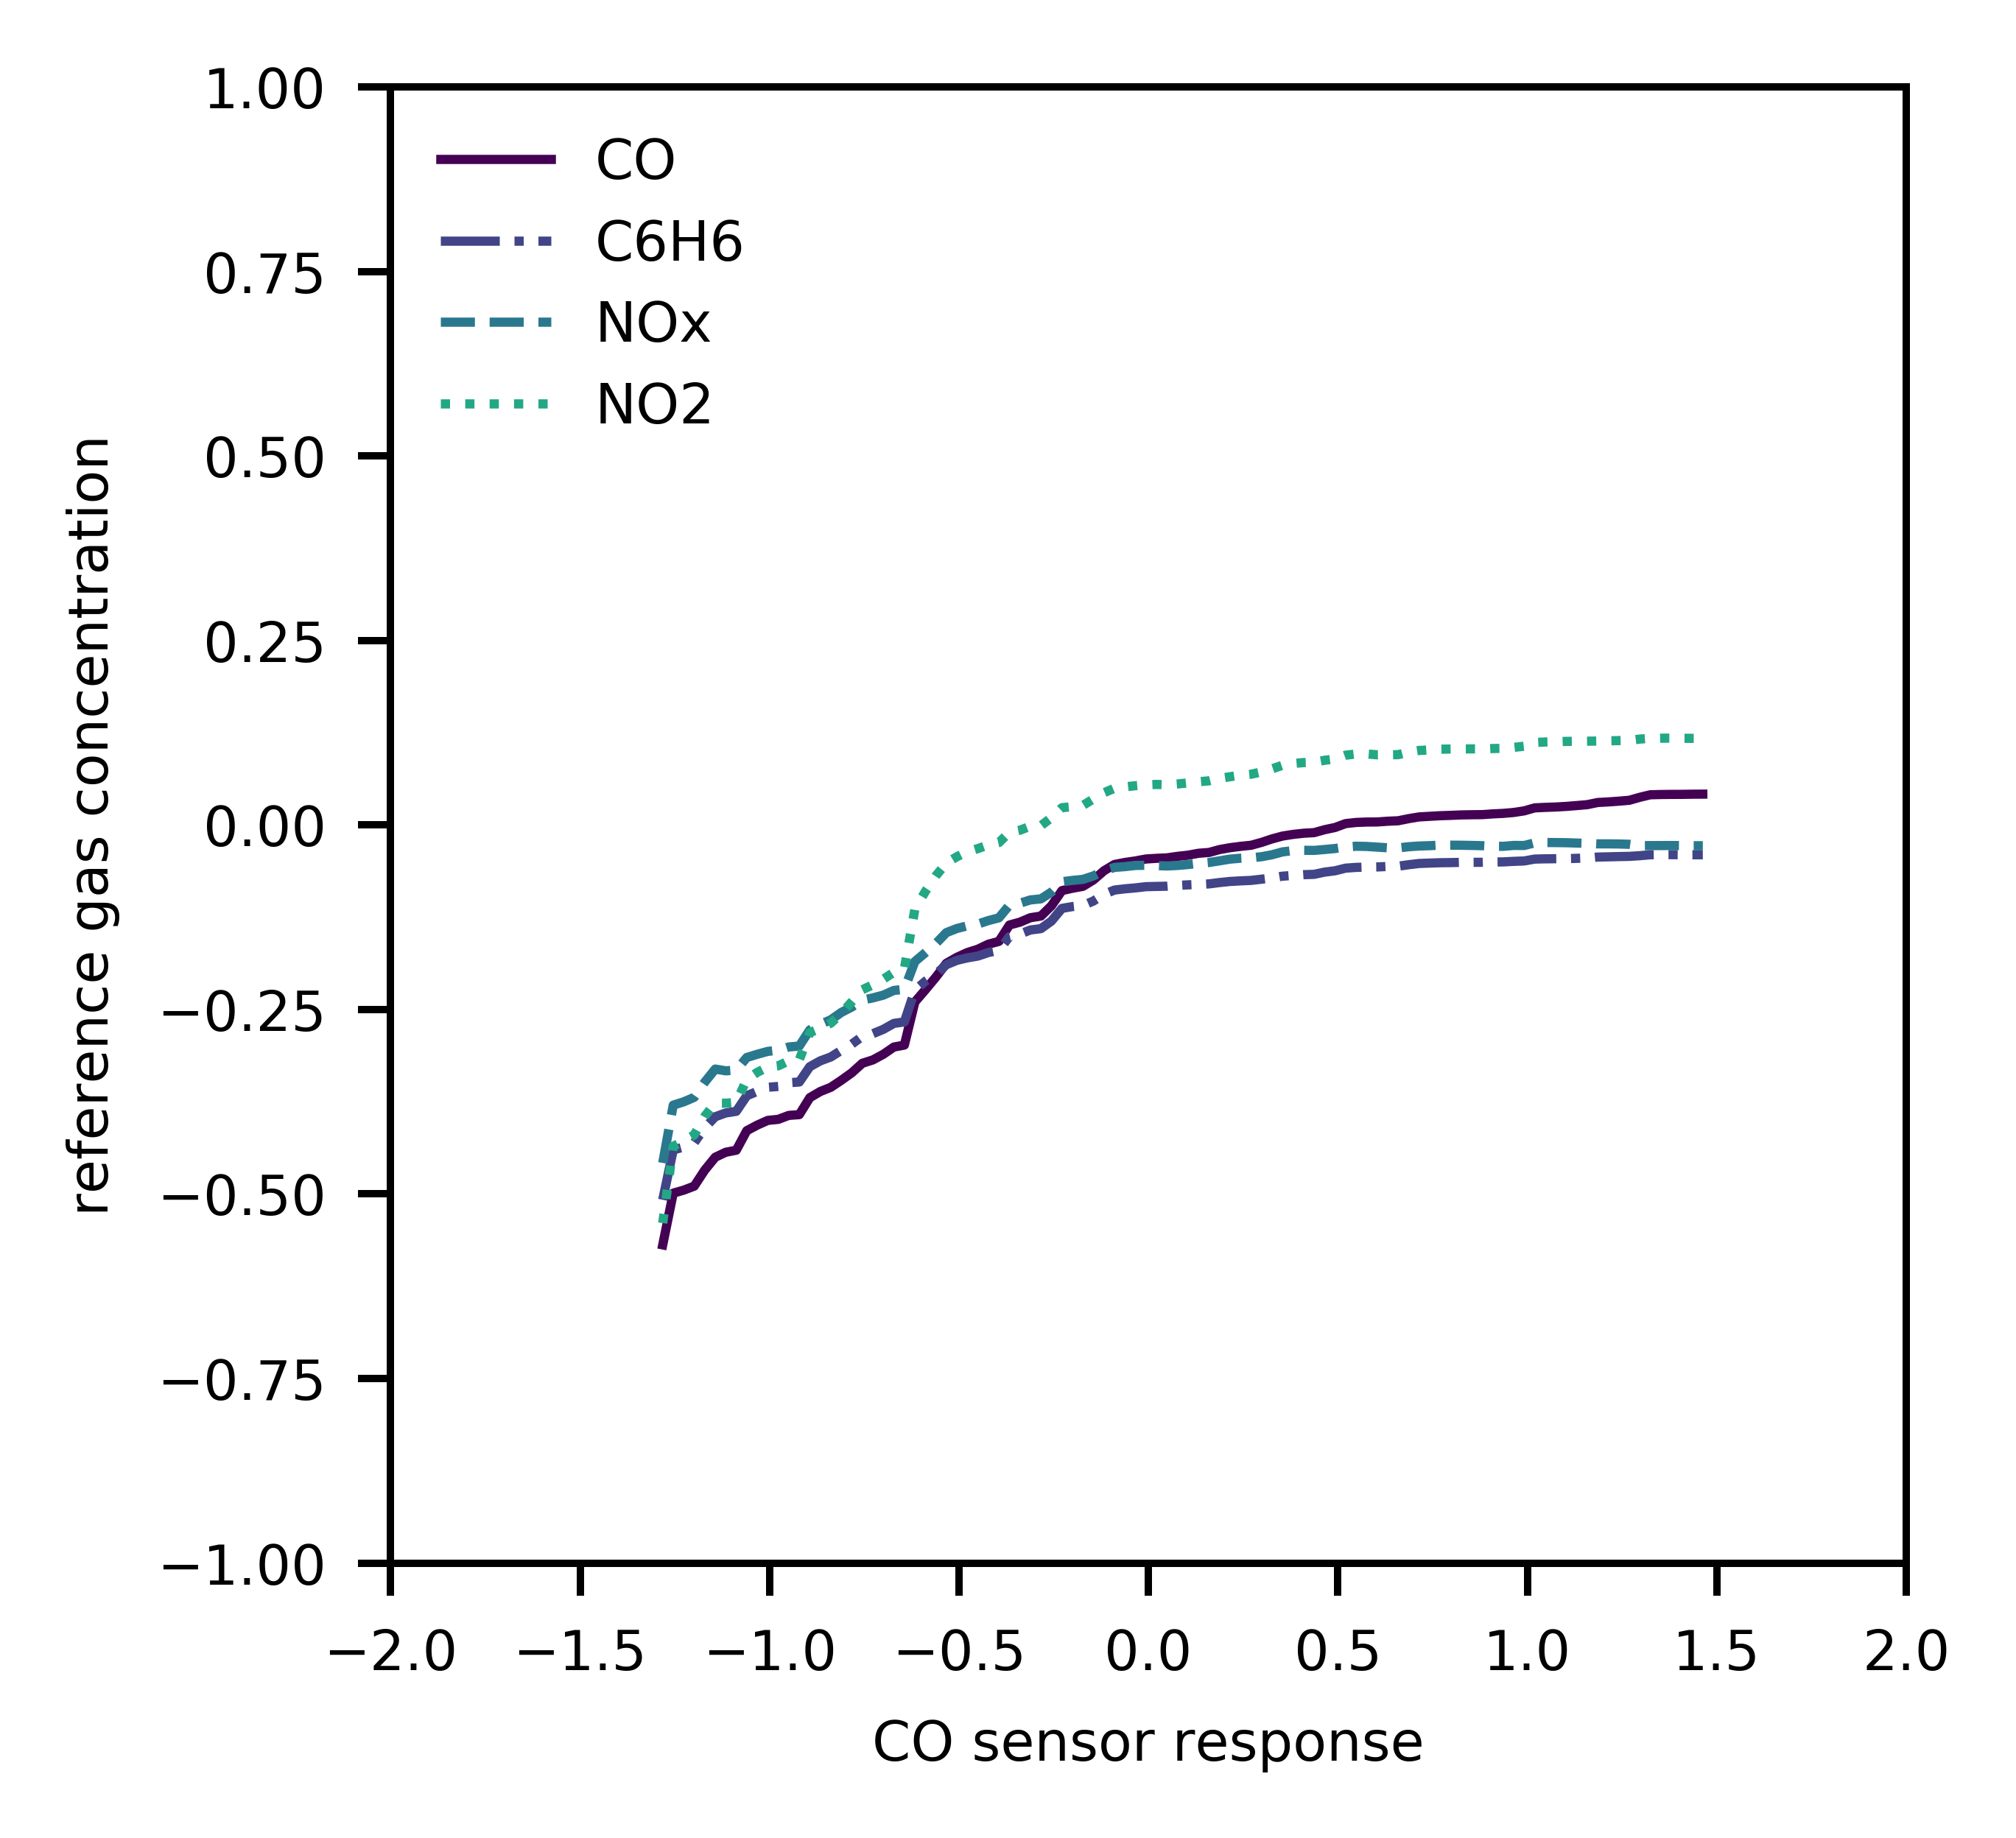 1.00
0.75
0.50
0.25
0.00
−0.25
−0.50
−0.75
−1.00
reference gas concentration
CO
C6H6
NOx
NO2
−2.0 −1.5 −1.0 −0.5 0.0 0.5 1.0 1.5 2.0
CO sensor response